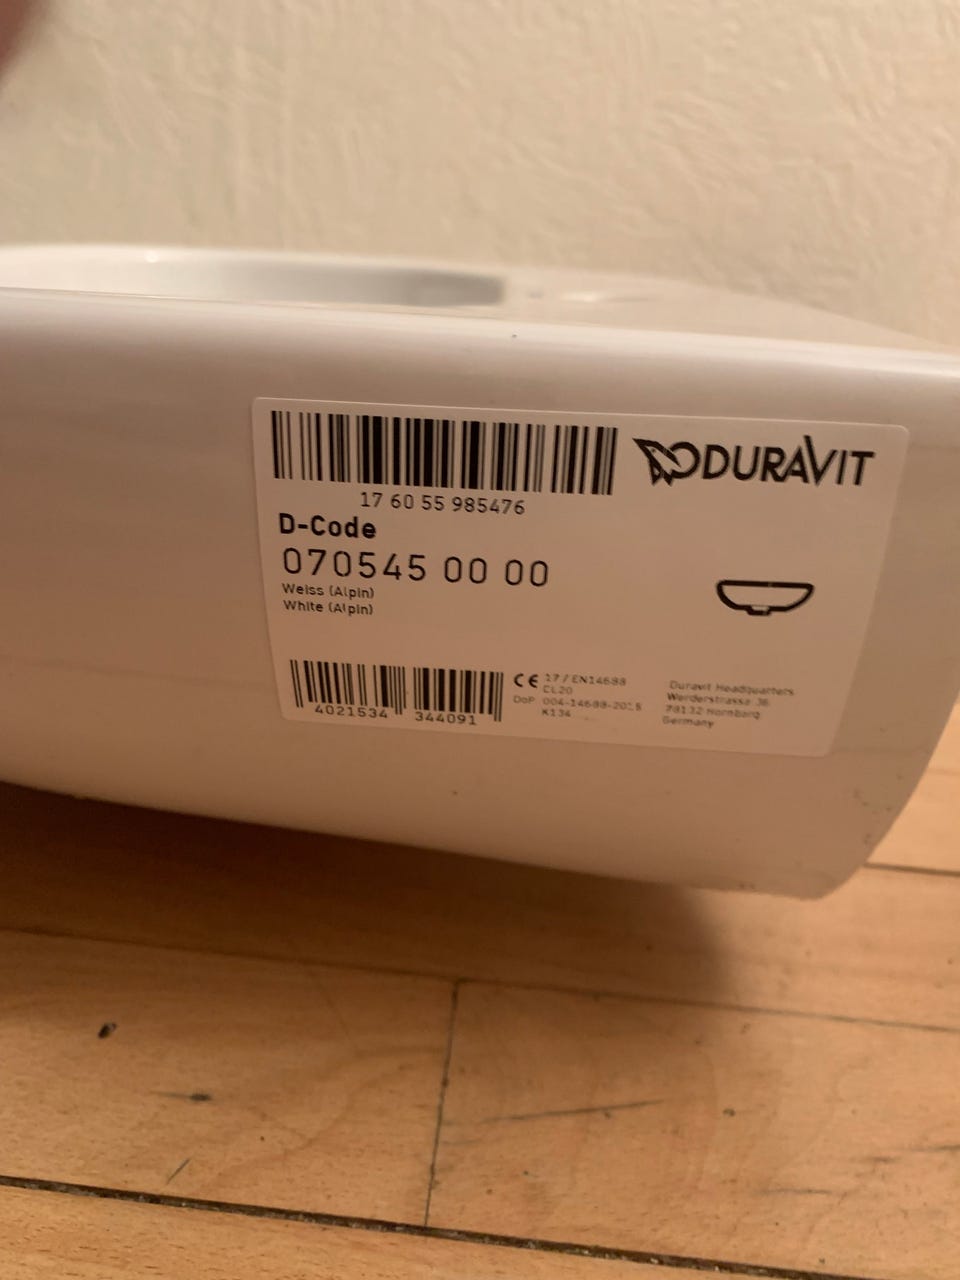 DURAVIT
17 60 55 985476
D-Code
070545 00 00
Weiss (Alpin)
White (Alpin)
4021534 344091
CE 17 / EN14688
CL20
DoP 004-14688-2015
K134
Duravit Headquarters
Werderstrasse 36
78132 Hornberg
Germany